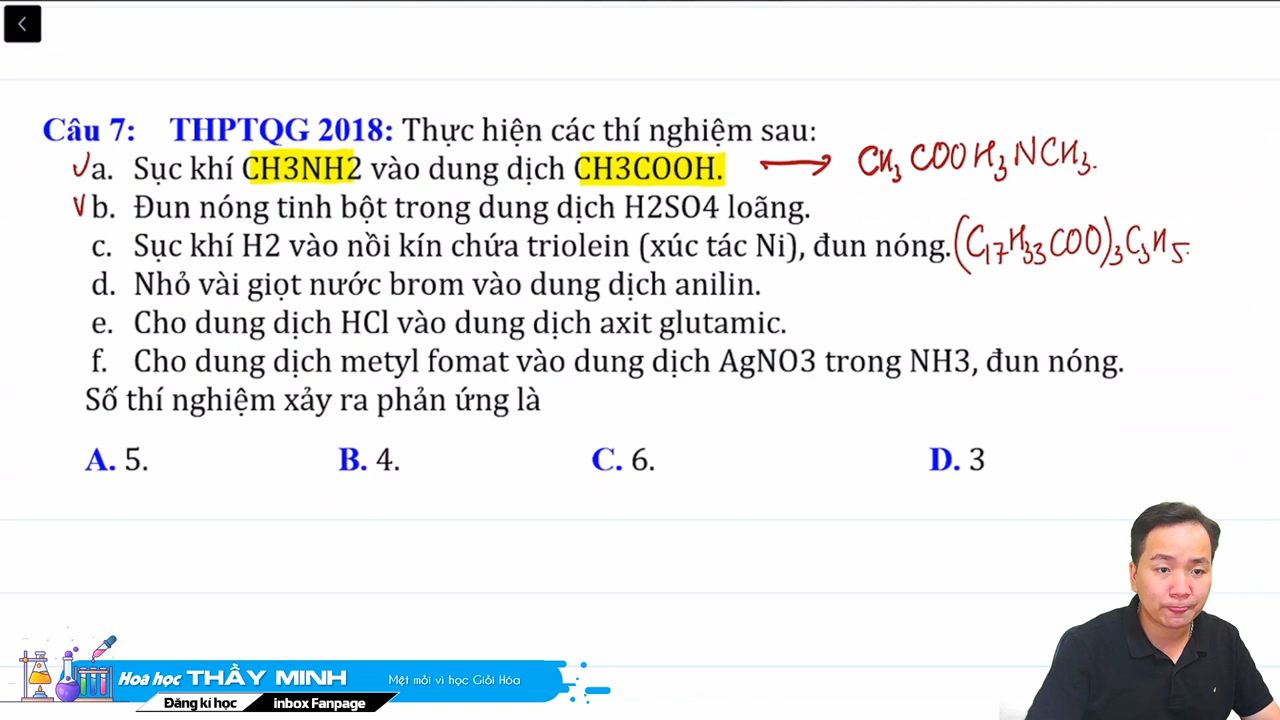 Câu 7: THPTQG 2018: Thực hiện các thí nghiệm sau:
a. Sục khí CH3NH2 vào dung dịch CH3COOH. CH3COOH3NCH3.
b. Đun nóng tinh bột trong dung dịch H2SO4 loãng.
c. Sục khí H2 vào nồi kín chứa triolein (xúc tác Ni), đun nóng. (C17H33COO)3C3H5.
d. Nhỏ vài giọt nước brom vào dung dịch anilin.
e. Cho dung dịch HCl vào dung dịch axit glutamic.
f. Cho dung dịch metyl fomat vào dung dịch AgNO3 trong NH3, đun nóng.
Số thí nghiệm xảy ra phản ứng là
A. 5. B. 4. C. 6. D. 3
Hoá học THẦY MINH Mệt mỏi vì học Giỏi Hóa
Đăng kí học inbox Fanpage